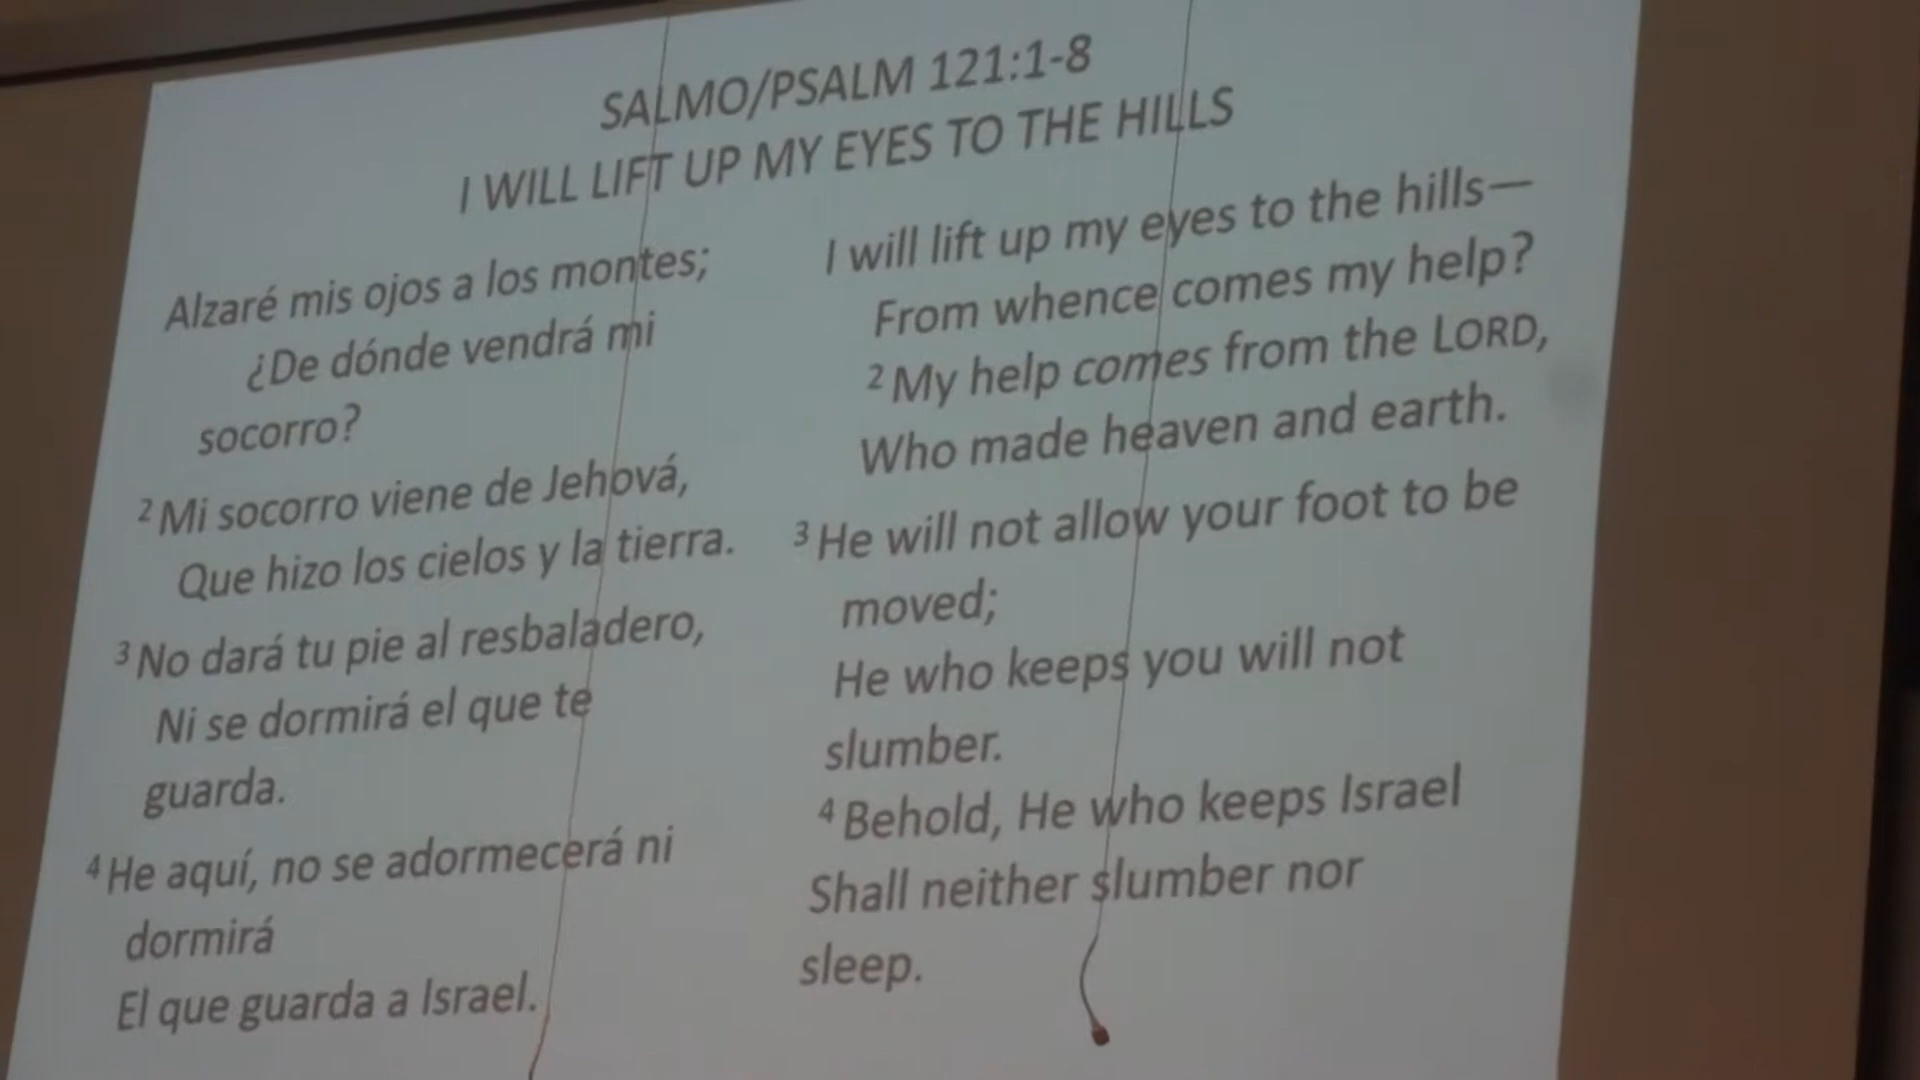 SALMO/PSALM 121:1-8
I WILL LIFT UP MY EYES TO THE HILLS
Alzaré mis ojos a los montes;
¿De dónde vendrá mi
socorro?
2 Mi socorro viene de Jehová,
Que hizo los cielos y la tierra.
3 No dará tu pie al resbaladero,
Ni se dormirá el que te
guarda.
4 He aquí, no se adormecerá ni
dormirá
El que guarda a Israel.
I will lift up my eyes to the hills—
From whence comes my help?
2 My help comes from the LORD,
Who made heaven and earth.
3 He will not allow your foot to be
moved;
He who keeps you will not
slumber.
4 Behold, He who keeps Israel
Shall neither slumber nor
sleep.